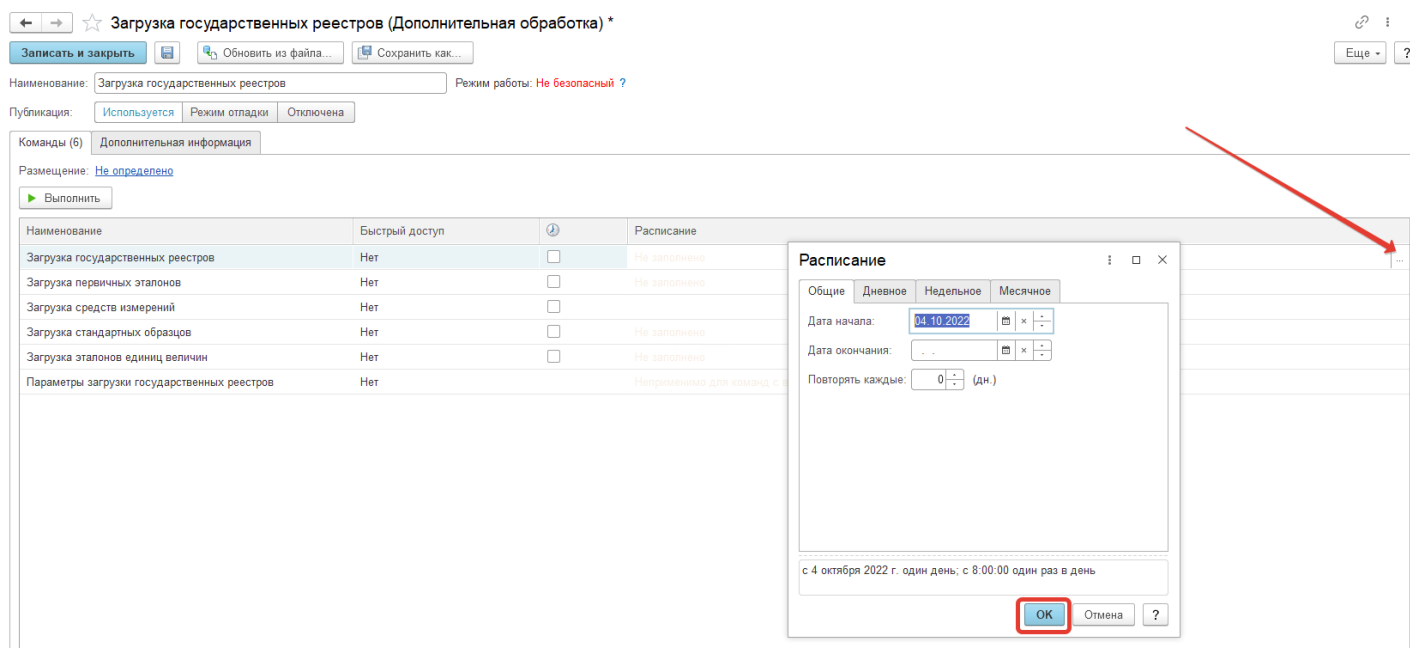 Загрузка государственных реестров (Дополнительная обработка) *
Записать и закрыть Обновить из файла... Сохранить как... Еще ?
Наименование: Загрузка государственных реестров Режим работы: Не безопасный ?
Публикация: Используется Режим отладки Отключена
Команды (6) Дополнительная информация
Размещение: Не определено
Выполнить
Наименование Быстрый доступ Расписание
Загрузка государственных реестров Нет Не заполнено ...
Загрузка первичных эталонов Нет Не заполнено
Загрузка средств измерений Нет
Загрузка стандартных образцов Нет Не заполнено
Загрузка эталонов единиц величин Нет Не заполнено
Параметры загрузки государственных реестров Нет Неприменимо для команд с
Расписание
Общие Дневное Недельное Месячное
Дата начала: 04.10.2022
Дата окончания: . .
Повторять каждые: 0 (дн.)
с 4 октября 2022 г. один день; с 8:00:00 один раз в день
ОК Отмена ?